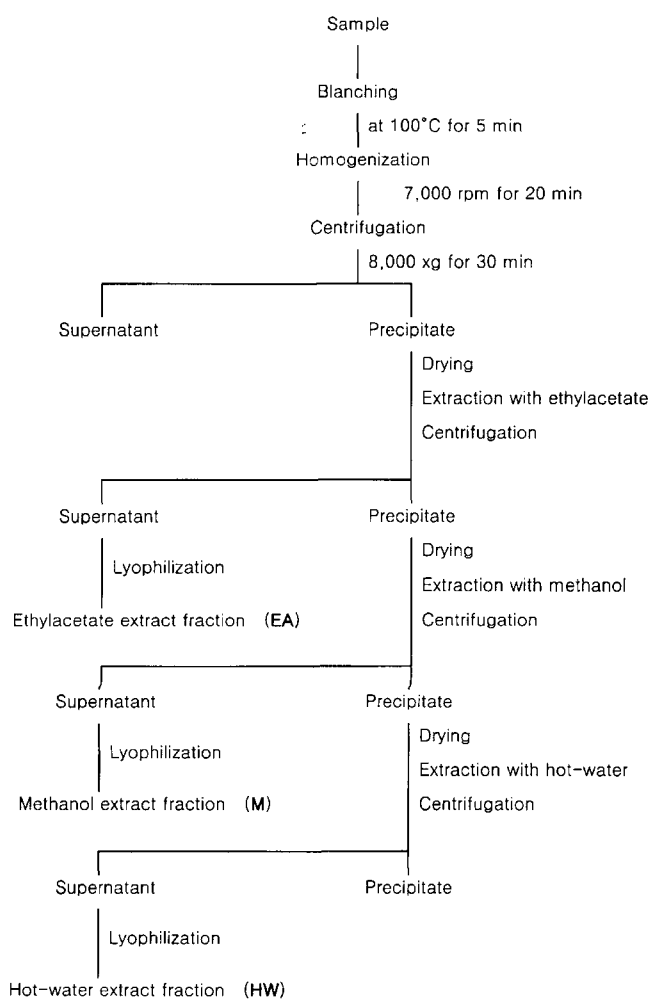 Sample
Blanching
at 100°C for 5 min
Homogenization
7,000 rpm for 20 min
Centrifugation
8,000 xg for 30 min
Supernatant Precipitate
Drying
Extraction with ethylacetate
Centrifugation
Supernatant Precipitate
Lyophilization
Drying
Extraction with methanol
Ethylacetate extract fraction (EA)
Centrifugation
Supernatant Precipitate
Lyophilization
Drying
Extraction with hot-water
Methanol extract fraction (M)
Centrifugation
Supernatant Precipitate
Lyophilization
Hot-water extract fraction (HW)